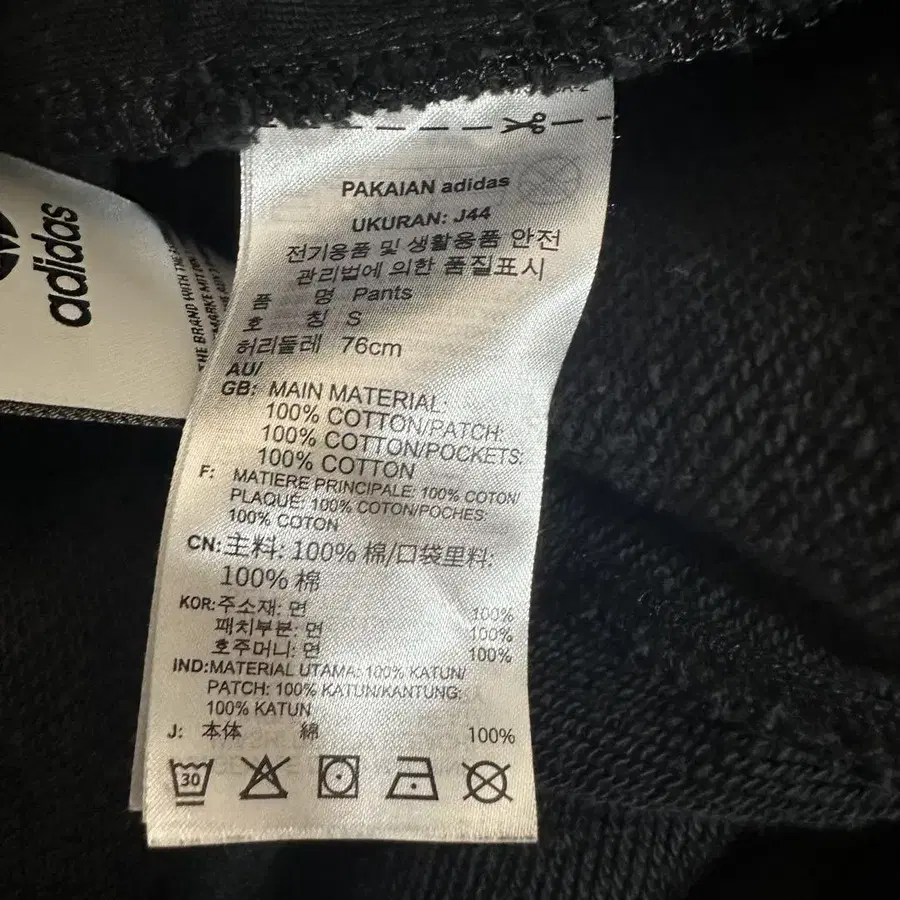 adidas
THE BRAND WITH THE
PAKAIAN adidas
UKURAN: J44
전기용품 및 생활용품 안전
관리법에 의한 품질표시
품 명 Pants
호 칭 S
허리둘레 76cm
AU/
GB: MAIN MATERIAL:
100% COTTON/PATCH:
100% COTTON/POCKETS:
100% COTTON
F: MATIERE PRINCIPALE: 100% COTON/
PLAQUÉ: 100% COTON/POCHES:
100% COTON
CN:主料: 100% 棉/口袋里料:
100% 棉
KOR:주소재: 면 100%
패치부분: 면 100%
호주머니: 면 100%
IND:MATERIAL UTAMA: 100% KATUN/
PATCH: 100% KATUN/KANTUNG:
100% KATUN
J: 本体 綿 100%
30